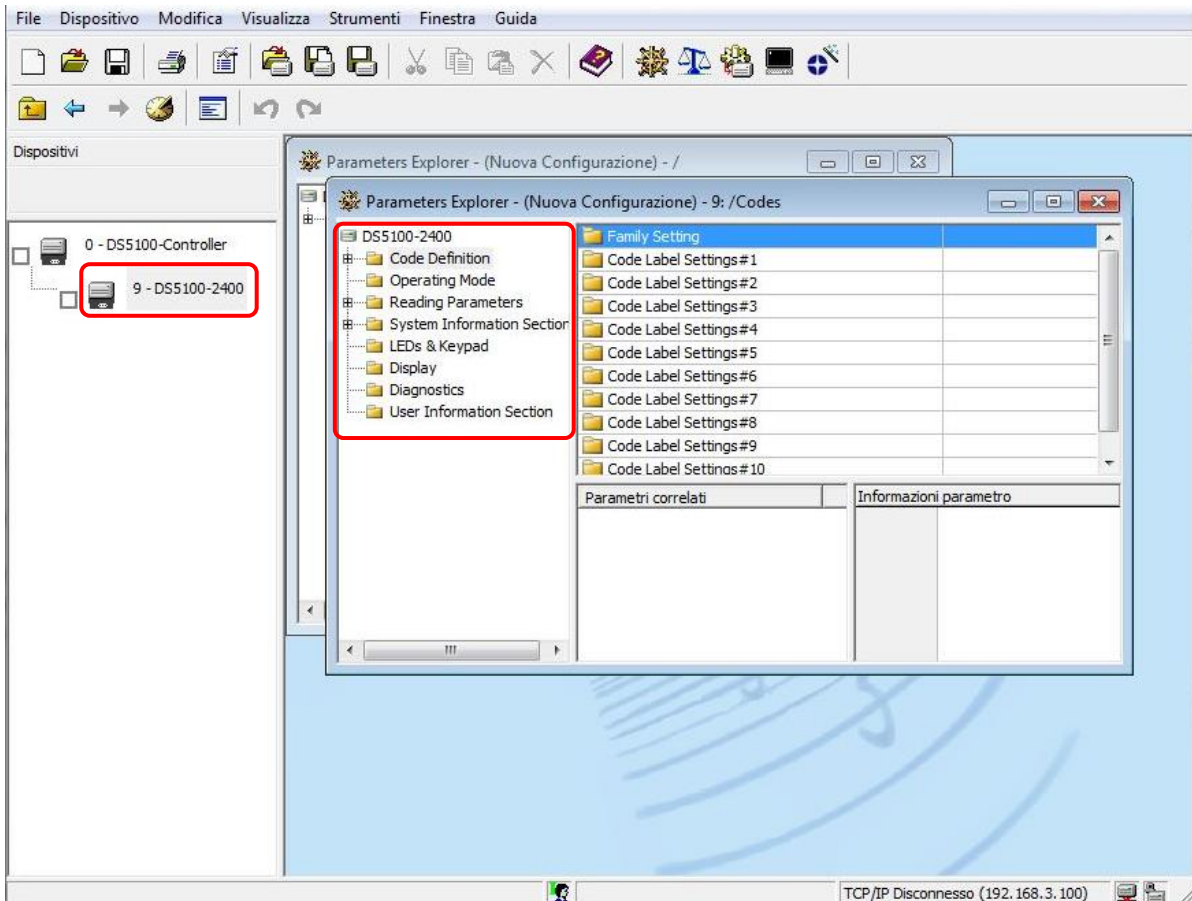 File Dispositivo Modifica Visualizza Strumenti Finestra Guida
Dispositivi
0 - DS5100-Controller
9 - DS5100-2400
Parameters Explorer - (Nuova Configurazione) - /
Parameters Explorer - (Nuova Configurazione) - 9: /Codes
DS5100-2400
Code Definition
Operating Mode
Reading Parameters
System Information Section
LEDs & Keypad
Display
Diagnostics
User Information Section
Family Setting
Code Label Settings#1
Code Label Settings#2
Code Label Settings#3
Code Label Settings#4
Code Label Settings#5
Code Label Settings#6
Code Label Settings#7
Code Label Settings#8
Code Label Settings#9
Code Label Settings#10
Parametri correlati
Informazioni parametro
TCP/IP Disconnesso (192.168.3.100)